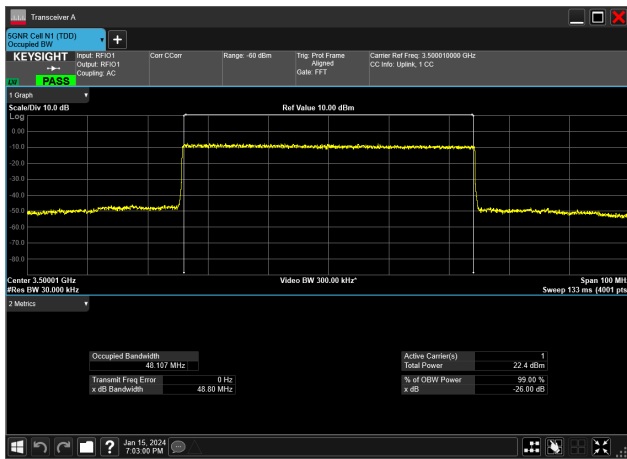 Transceiver A
5GNR Cell N1 (TDD)
Occupied BW
KEYSIGHT
Input: RFIO1
Output: RFIO1
Coupling: AC
Corr CCorr
Range: -60 dBm
Trig: Prot Frame
Aligned
Gate: FFT
Carrier Ref Freq: 3.500010000 GHz
CC Info: Uplink, 1 CC
PASS
1 Graph
Scale/Div 10.0 dB
Ref Value 10.00 dBm
Log
0.00
-10.0
-20.0
-30.0
-40.0
-50.0
-60.0
-70.0
-80.0
Center 3.50001 GHz
Video BW 300.00 kHz*
Span 100 MH
#Res BW 30.000 kHz
Sweep 133 ms (4001 pts
2 Metrics
Occupied Bandwidth
48.107 MHz
Transmit Freq Error 0 Hz
x dB Bandwidth 48.80 MHz
Active Carrier(s) 1
Total Power 22.4 dBm
% of OBW Power 99.00 %
x dB -26.00 dB
Jan 15, 2024
7:03:00 PM